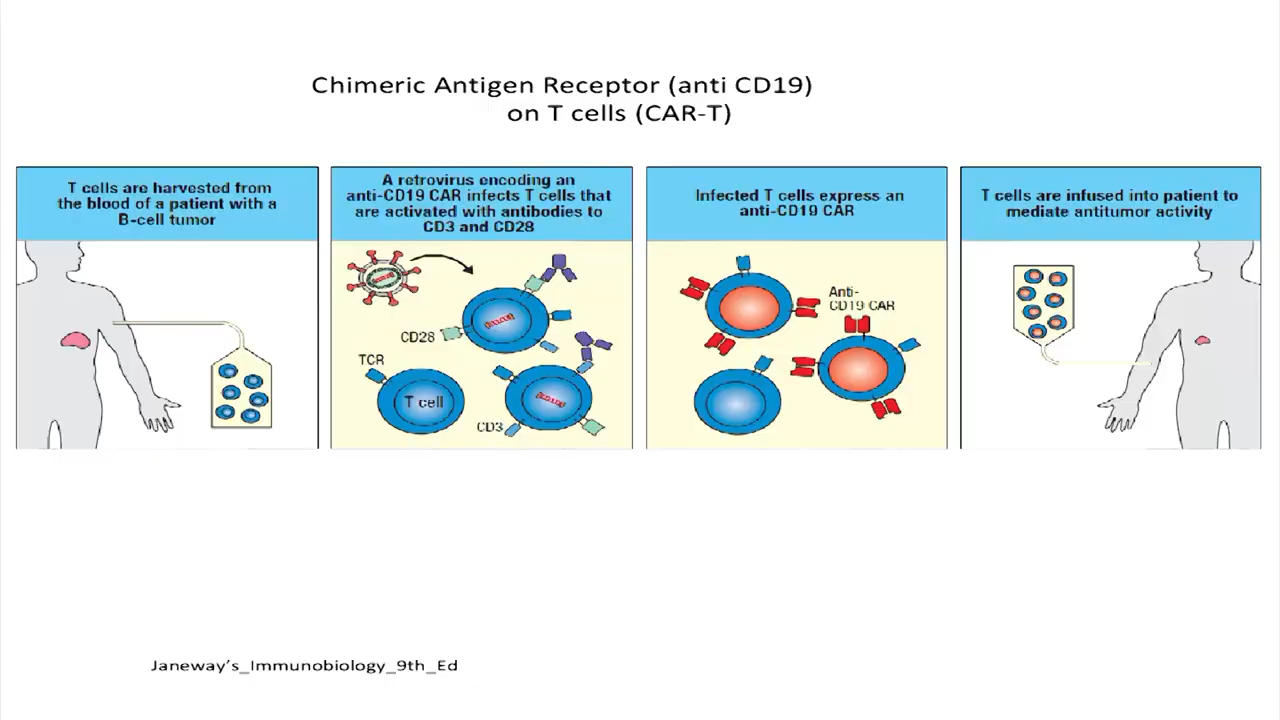 Chimeric Antigen Receptor (anti CD19)
on T cells (CAR-T)
T cells are harvested from
the blood of a patient with a
B-cell tumor
A retrovirus encoding an
anti-CD19 CAR infects T cells that
are activated with antibodies to
CD3 and CD28
CD28
TCR
T cell
CD3
Infected T cells express an
anti-CD19 CAR
Anti-
CD19 CAR
T cells are infused into patient to
mediate antitumor activity
Janeway’s_Immunobiology_9th_Ed